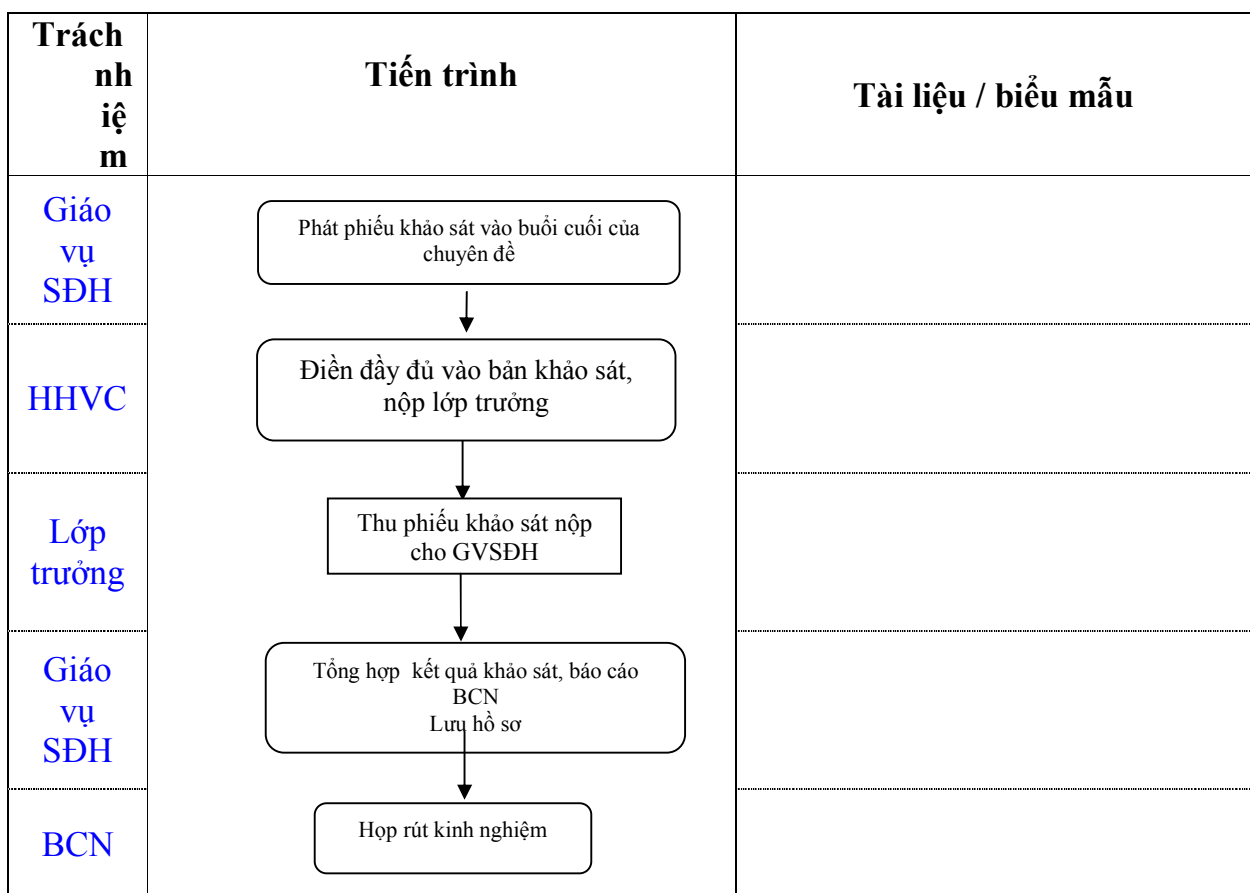 Trách
nh
iệ
m
Tiến trình
Tài liệu / biểu mẫu
Giáo
vụ
SĐH
Phát phiếu khảo sát vào buổi cuối của
chuyên đề
HHVC
Điền đầy đủ vào bản khảo sát,
nộp lớp trưởng
Lớp
trưởng
Thu phiếu khảo sát nộp
cho GVSĐH
Giáo
vụ
SĐH
Tổng hợp kết quả khảo sát, báo cáo
BCN
Lưu hồ sơ
BCN
Họp rút kinh nghiệm